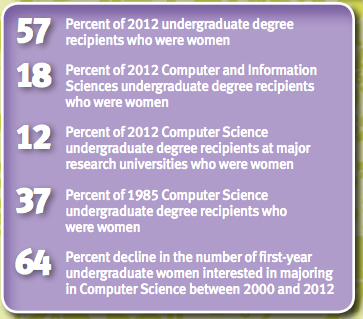 57 Percent of 2012 undergraduate degree
recipients who were women
18 Percent of 2012 Computer and Information
Sciences undergraduate degree recipients
who were women
12 Percent of 2012 Computer Science
undergraduate degree recipients at major
research universities who were women
37 Percent of 1985 Computer Science
undergraduate degree recipients who
were women
64 Percent decline in the number of first-year
undergraduate women interested in majoring
in Computer Science between 2000 and 2012